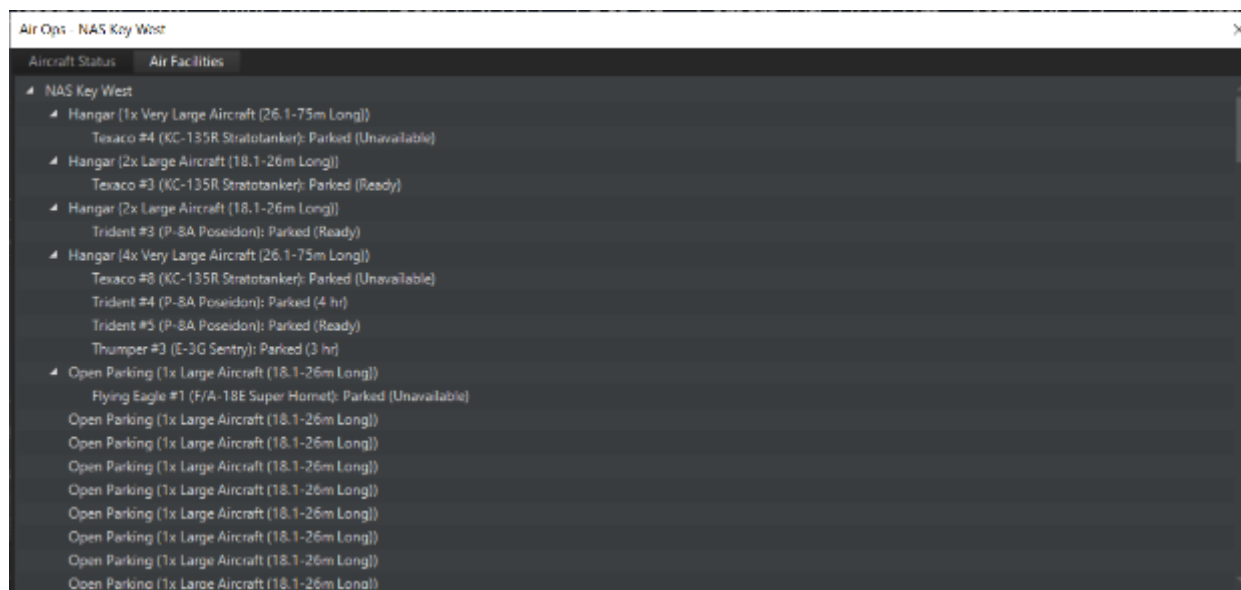 Air Ops - NAS Key West
Aircraft Status Air Facilities
NAS Key West
Hangar (1x Very Large Aircraft (26.1-75m Long))
Texaco #4 (KC-135R Stratotanker): Parked (Unavailable)
Hangar (2x Large Aircraft (18.1-26m Long))
Texaco #3 (KC-135R Stratotanker): Parked (Ready)
Hangar (2x Large Aircraft (18.1-26m Long))
Trident #3 (P-8A Poseidon): Parked (Ready)
Hangar (4x Very Large Aircraft (26.1-75m Long))
Texaco #8 (KC-135R Stratotanker): Parked (Unavailable)
Trident #4 (P-8A Poseidon): Parked (4 hr)
Trident #5 (P-8A Poseidon): Parked (Ready)
Thumper #3 (E-3G Sentry): Parked (3 hr)
Open Parking (1x Large Aircraft (18.1-26m Long))
Flying Eagle #1 (F/A-18E Super Hornet): Parked (Unavailable)
Open Parking (1x Large Aircraft (18.1-26m Long))
Open Parking (1x Large Aircraft (18.1-26m Long))
Open Parking (1x Large Aircraft (18.1-26m Long))
Open Parking (1x Large Aircraft (18.1-26m Long))
Open Parking (1x Large Aircraft (18.1-26m Long))
Open Parking (1x Large Aircraft (18.1-26m Long))
Open Parking (1x Large Aircraft (18.1-26m Long))
Open Parking (1x Large Aircraft (18.1-26m Long))